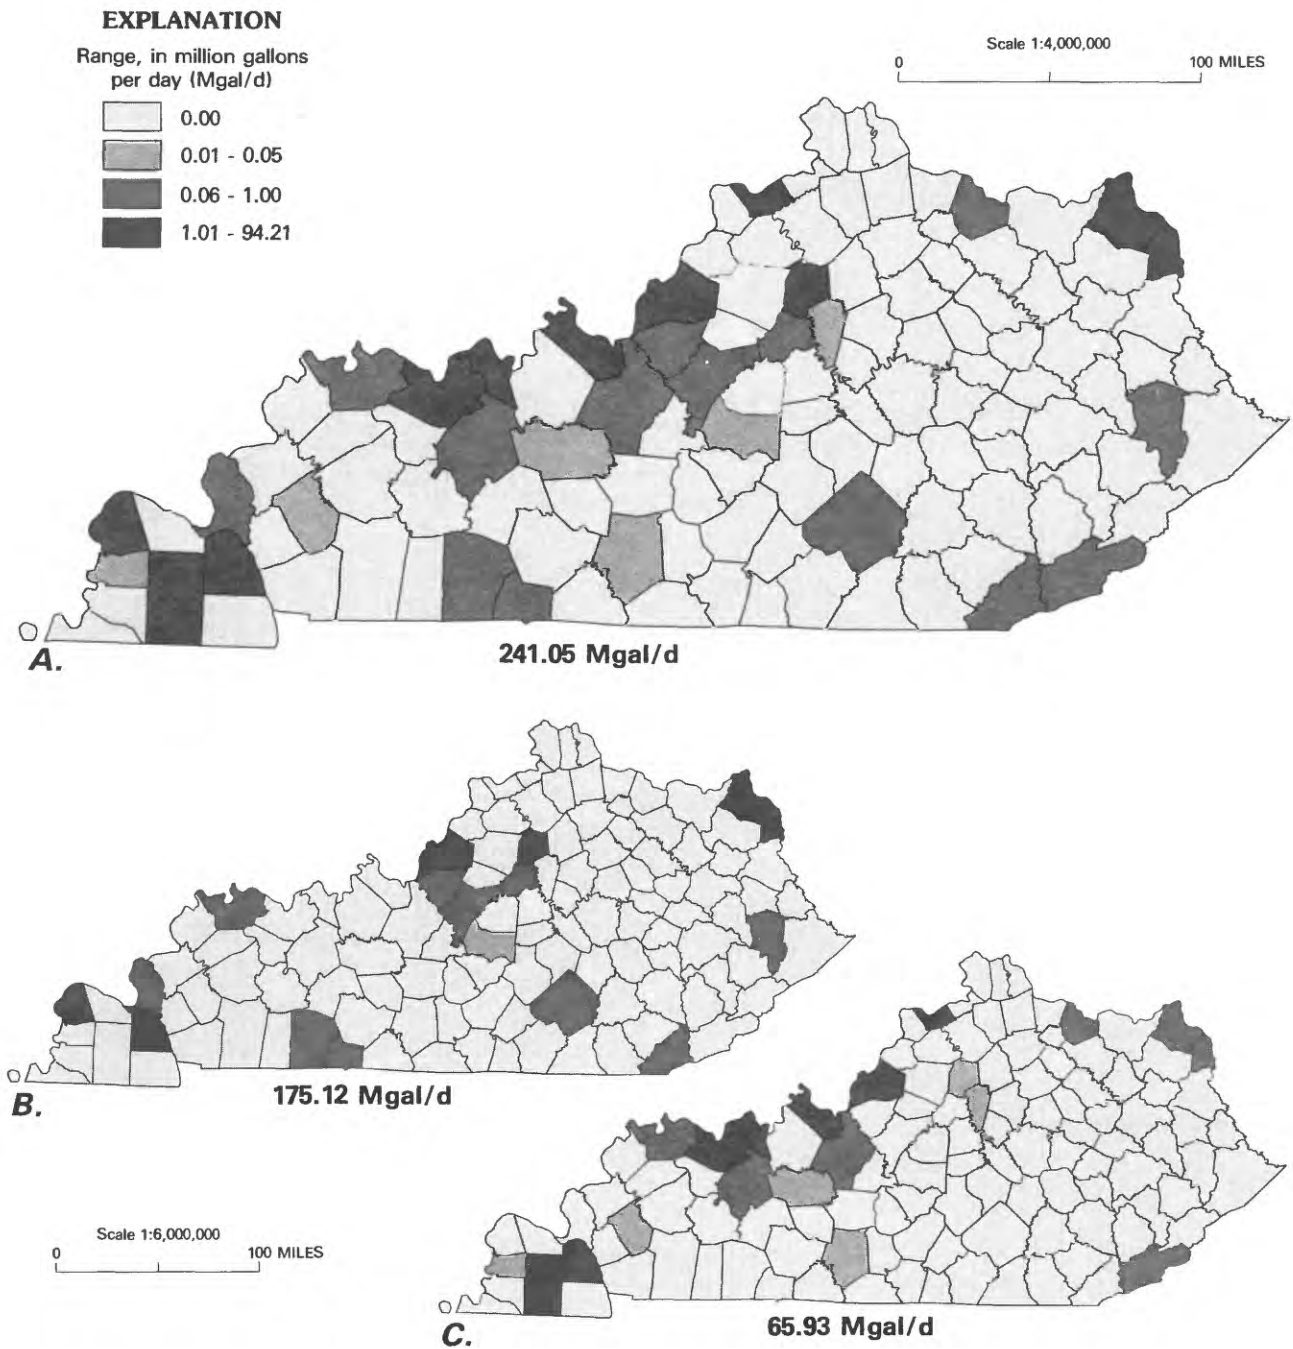 EXPLANATION
Range, in million gallons
per day (Mgal/d)
0.00
0.01 - 0.05
0.06 - 1.00
1.01 - 94.21
Scale 1:4,000,000
0 100 MILES
A.
241.05 Mgal/d
B.
175.12 Mgal/d
Scale 1:6,000,000
0 100 MILES
C.
65.93 Mgal/d